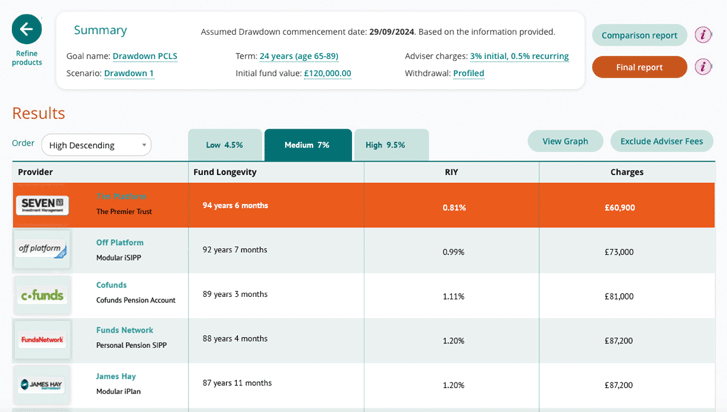 Refine
products
Summary
Assumed Drawdown commencement date: 29/09/2024. Based on the information provided.
Goal name: Drawdown PCLS
Term: 24 years (age 65-89)
Adviser charges: 3% initial, 0.5% recurring
Scenario: Drawdown 1
Initial fund value: £120,000.00
Withdrawal: Profiled
Comparison report
i
Final report
i
Results
Order
High Descending
Low 4.5%
Medium 7%
High 9.5%
View Graph
Exclude Adviser Fees
Provider
Fund Longevity
RIY
Charges
SEVEN
Investment Management
The Premier Trust
94 years 6 months
0.81%
£60,900
off platform
Off Platform
Modular iSIPP
92 years 7 months
0.99%
£73,000
c·funds
Cofunds
Cofunds Pension Account
89 years 3 months
1.11%
£81,000
FundsNetwork
Funds Network
Personal Pension SIPP
88 years 4 months
1.20%
£87,200
JAMES HAY
James Hay
Modular iPlan
87 years 11 months
1.20%
£87,200